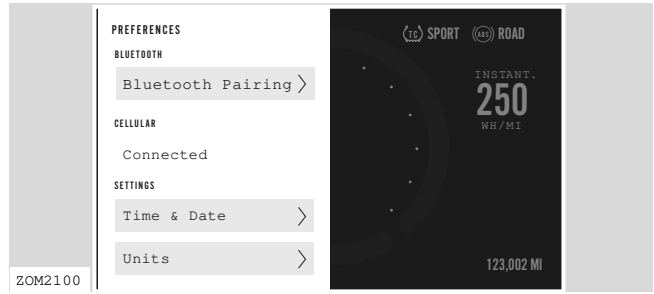 PREFERENCES
BLUETOOTH
Bluetooth Pairing
CELLULAR
Connected
SETTINGS
Time & Date
Units
TC SPORT
ABS ROAD
INSTANT.
250
WH/MI
123,002 MI
ZOM2100